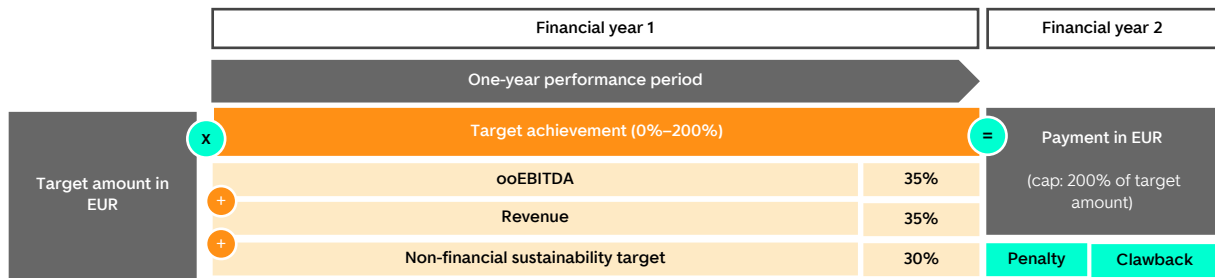 Financial year 1
Financial year 2
One-year performance period
Target amount in
EUR
x
Target achievement (0%–200%)
=
Payment in EUR
(cap: 200% of target
amount)
ooEBITDA
35%
+
Revenue
35%
+
Non-financial sustainability target
30%
Penalty
Clawback